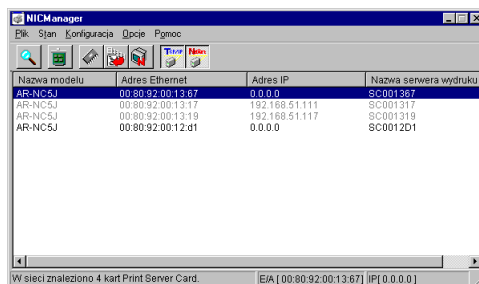 NICManager
Plik Stan Konfiguracja Opcje Pomoc
Nazwa modelu Adres Ethernet Adres IP Nazwa serwera wydruku
AR-NC5J 00:80:92:00:13:67 0.0.0.0 SC001367
AR-NC5J 00:80:92:00:13:17 192.168.51.111 SC001317
AR-NC5J 00:80:92:00:13:19 192.168.51.117 SC001319
AR-NC5J 00:80:92:00:12:d1 0.0.0.0 SC0012D1
W sieci znaleziono 4 kart Print Server Card. E/A [ 00:80:92:00:13:67] IP[ 0.0.0.0 ]